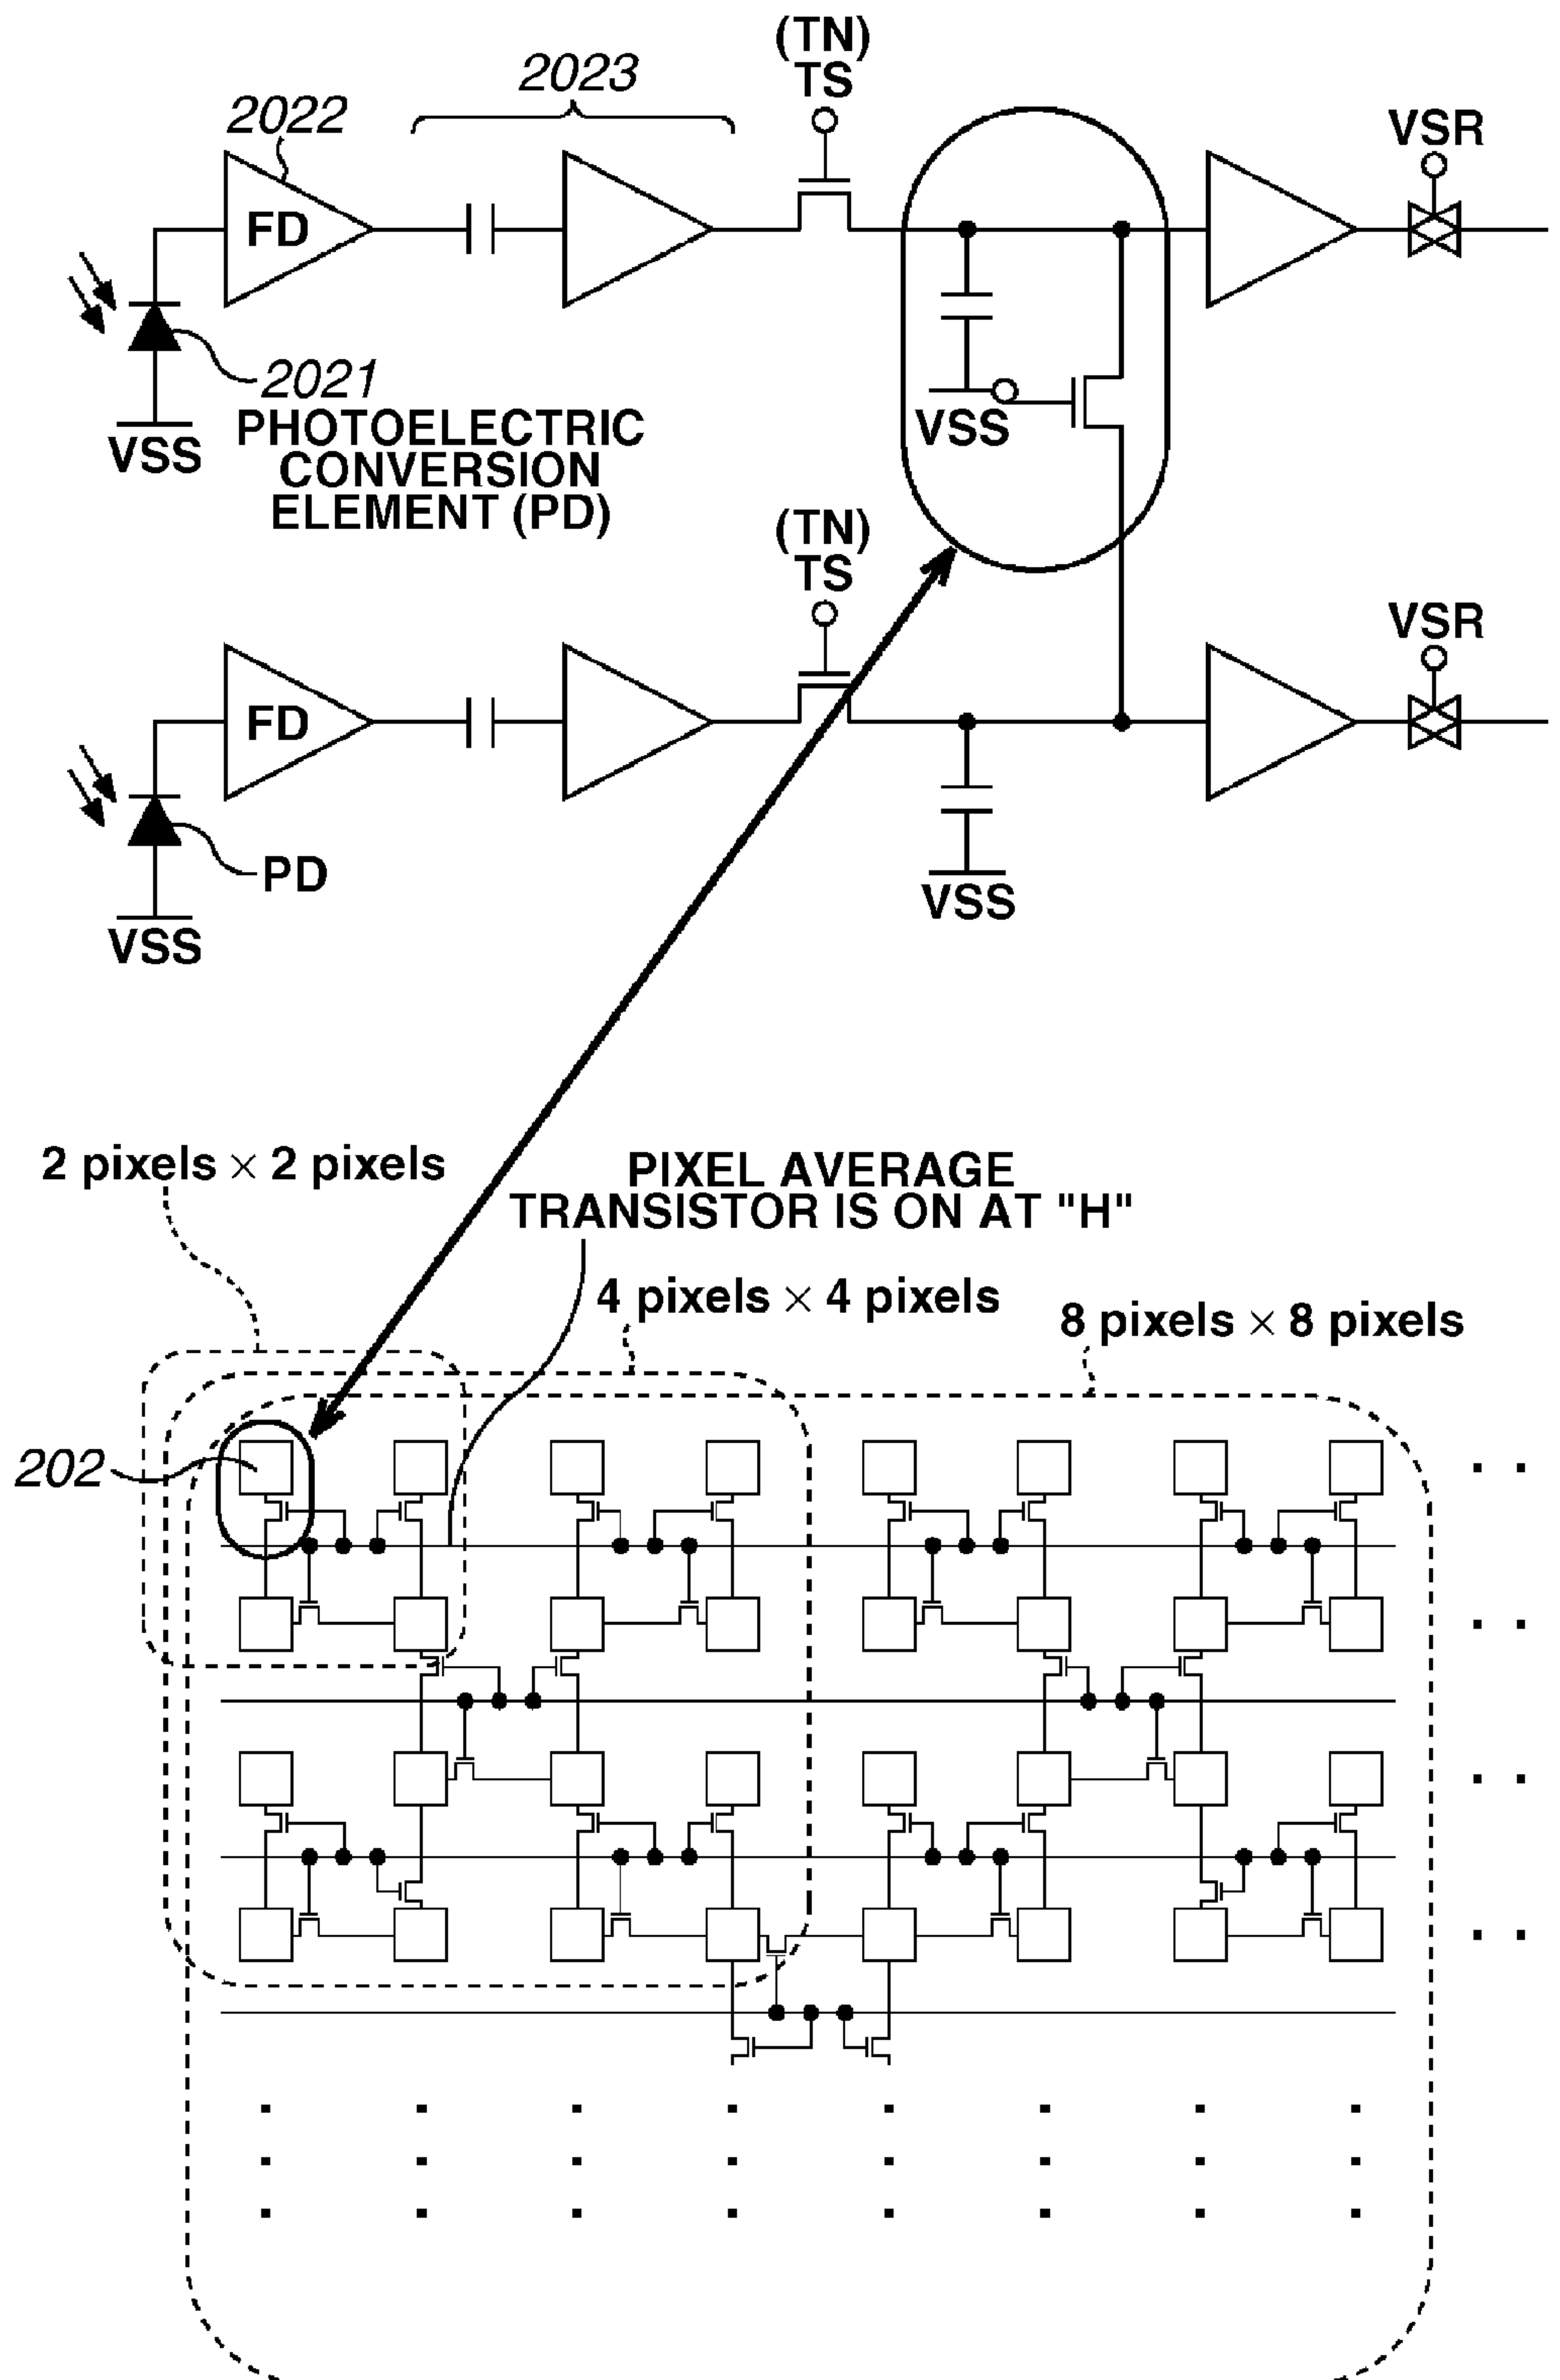 (TN)
TS
2023
2022
VSR
FD
2021
VSS
PHOTOELECTRIC
CONVERSION
ELEMENT (PD)
VSS
(TN)
TS
VSR
FD
PD
VSS
VSS
2 pixels × 2 pixels
PIXEL AVERAGE
TRANSISTOR IS ON AT "H"
4 pixels × 4 pixels
8 pixels × 8 pixels
202